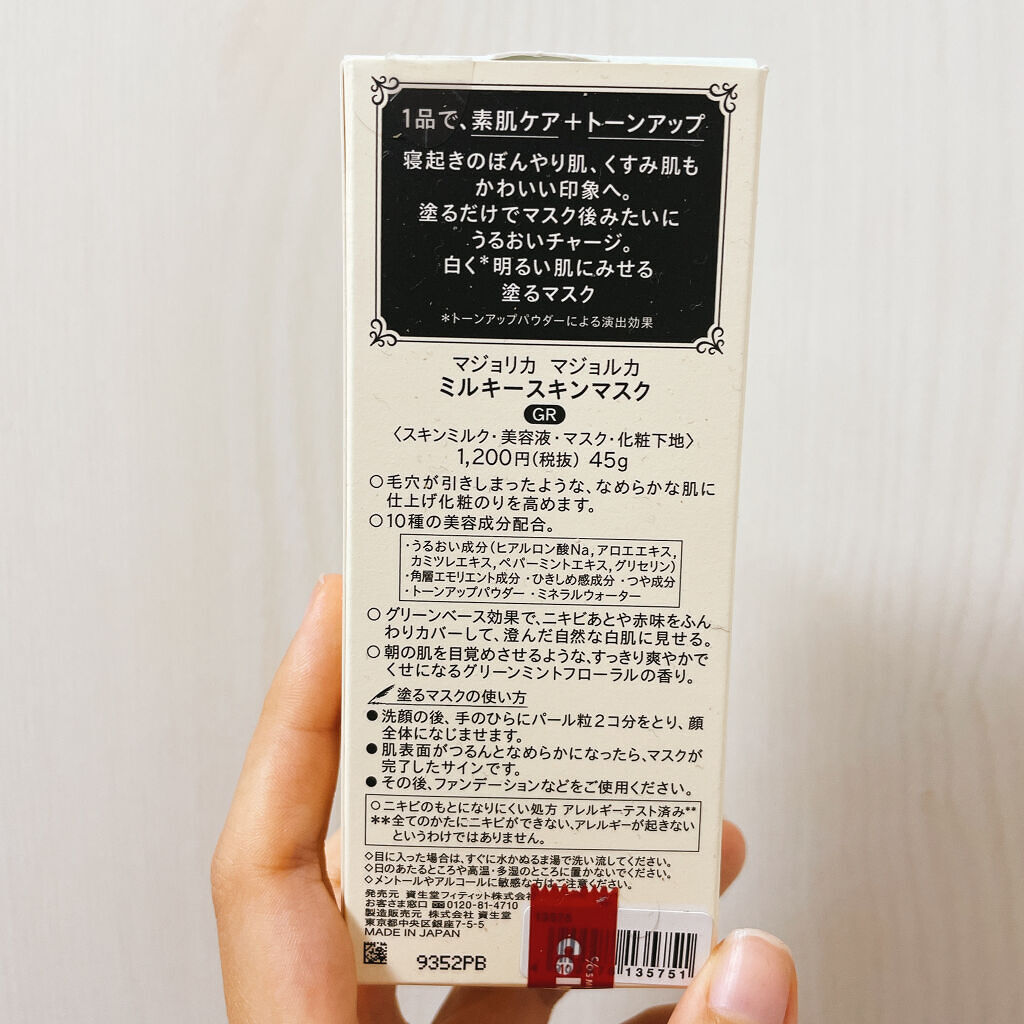 1品で、素肌ケア+トーンアップ
寝起きのぼんやり肌、くすみ肌も
かわいい印象へ。
塗るだけでマスク後みたいに
うるおいチャージ。
白く*明るい肌にみせる
塗るマスク
*トーンアップパウダーによる演出効果
マジョリカ マジョルカ
ミルキースキンマスク
GR
〈スキンミルク・美容液・マスク・化粧下地〉
1,200円(税抜) 45g
○毛穴が引きしまったような、なめらかな肌に
仕上げ化粧のりを高めます。
○10種の美容成分配合。
・うるおい成分(ヒアルロン酸Na,アロエエキス,
カミツレエキス,ペパーミントエキス,グリセリン)
・角層エモリエント成分・ひきしめ感成分・つや成分
・トーンアップパウダー・ミネラルウォーター
○グリーンベース効果で、ニキビあとや赤味をふん
わりカバーして、澄んだ自然な白肌に見せる。
○朝の肌を目覚めさせるような、すっきり爽やかで
くせになるグリーンミントフローラルの香り。
塗るマスクの使い方
●洗顔の後、手のひらにパール粒2コ分をとり、顔
全体になじませます。
●肌表面がつるんとなめらかになったら、マスクが
完了したサインです。
●その後、ファンデーションなどをご使用ください。
○ニキビのもとになりにくい処方 アレルギーテスト済み**
**全てのかたにニキビができない、アレルギーが起きない
というわけではありません。
◇目に入った場合は、すぐに水かぬるま湯で洗い流してください。
◇日のあたるところや高温・多湿のところに置かないでください。
◇メントールやアルコールに敏感な方はご注意ください。
発売元 資生堂フィティット株式会
お客さま窓口 0120-81-4710
製造販売元 株式会社 資生堂
東京都中央区銀座7-5-5
MADE IN JAPAN
9352PB
135751